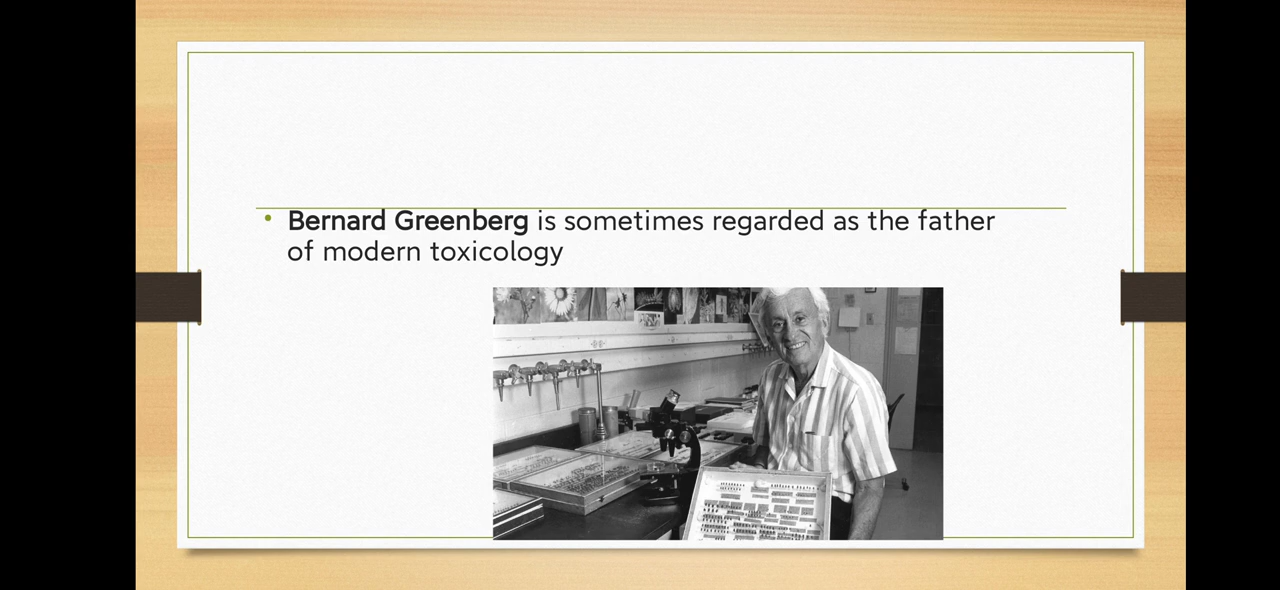 • Bernard Greenberg is sometimes regarded as the father
of modern toxicology